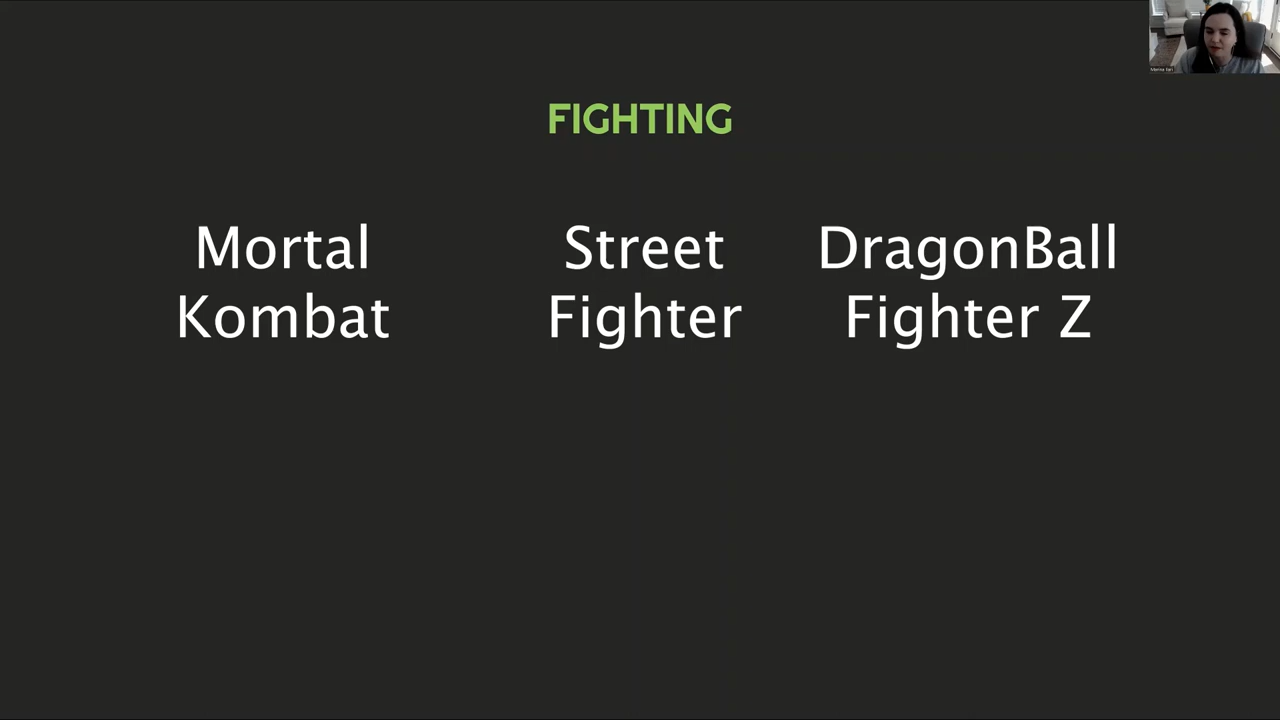 FIGHTING
Mortal
Kombat
Street
Fighter
DragonBall
Fighter Z